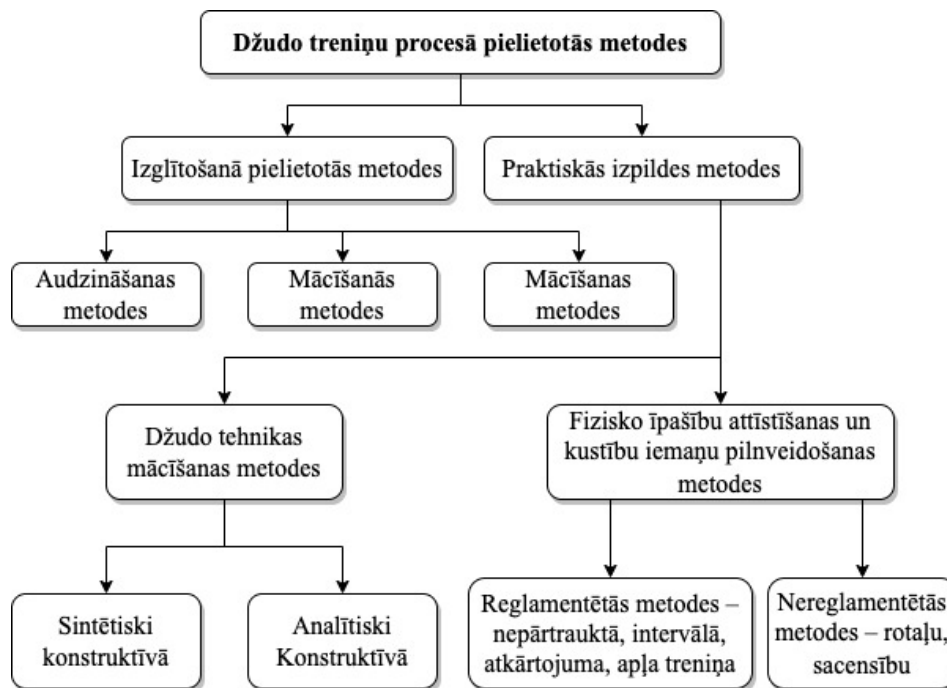 Džudo treniņu procesā pielietotās metodes
Izglītošanā pielietotās metodes
Praktiskās izpildes metodes
Audzināšanas
metodes
Mācīšanās
metodes
Mācīšanas
metodes
Džudo tehnikas
mācīšanas metodes
Fizisko īpašību attīstīšanas un
kustību iemaņu pilnveidošanas
metodes
Sintētiski
konstruktīvā
Analītiski
Konstruktīvā
Reglamentētās metodes –
nepārtrauktā, intervālā,
atkārtojuma, apļa treniņa
Nereglamentētās
metodes – rotaļu,
sacensību